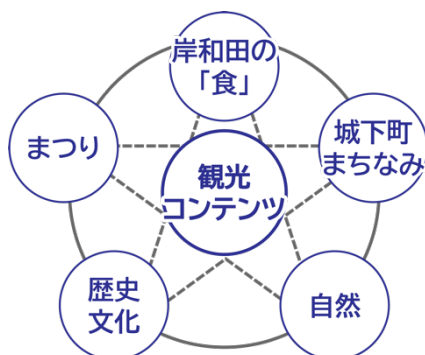 岸和田の
「食」
城下町
まちなみ
まつり
観光
コンテンツ
歴史
文化
自然